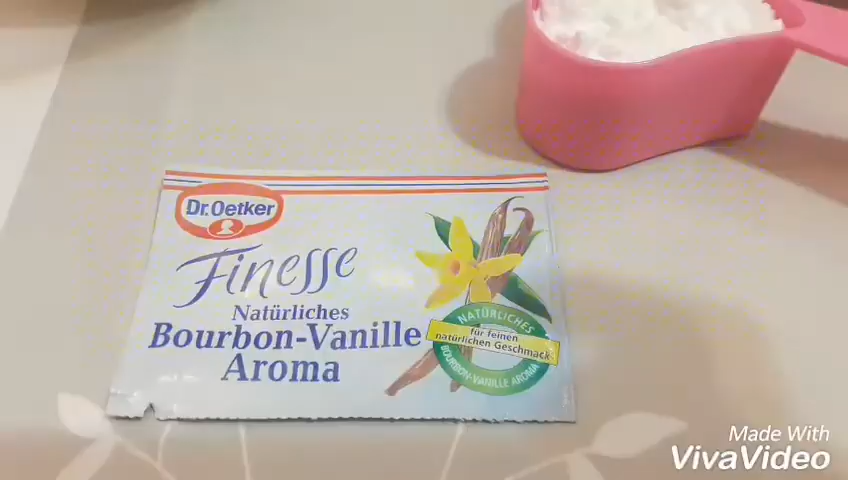 Dr.Oetker
Finesse
Natürliches
Bourbon-Vanille
Aroma
NATÜRLICHES
für feinen
natürlichen Geschmack
BOURBON-VANILLE AROMA
Made With
VivaVideo